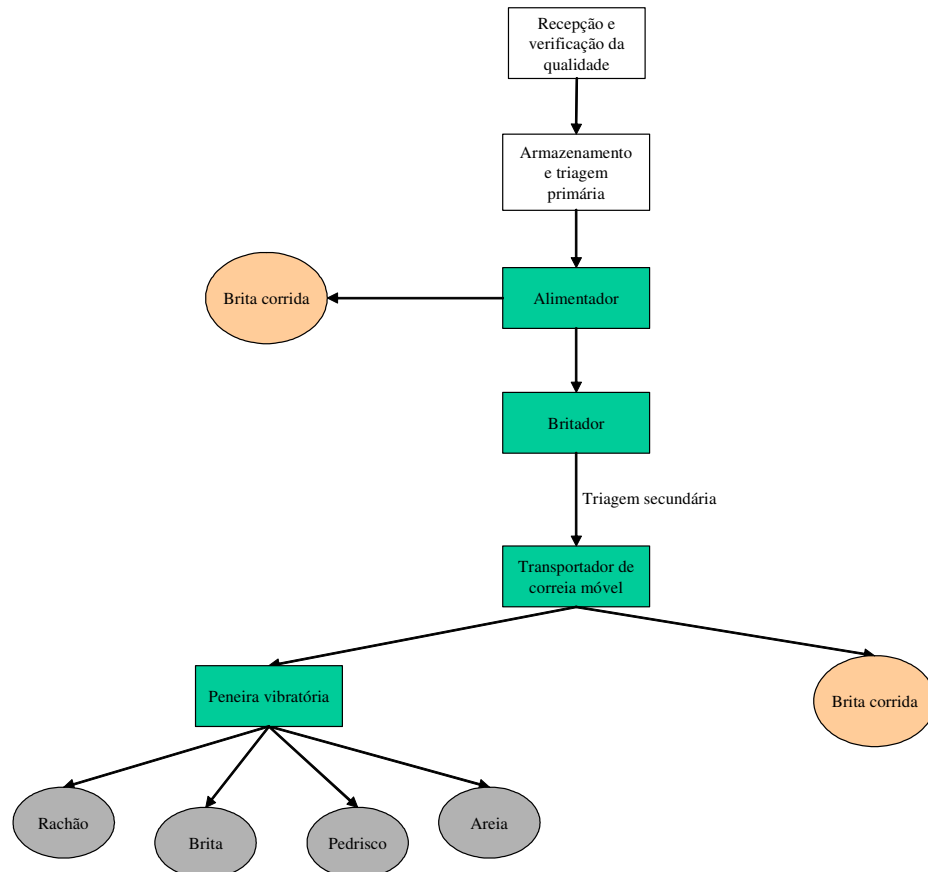 Recepção e
verificação da
qualidade
Armazenamento
e triagem
primária
Brita corrida
Alimentador
Britador
Triagem secundária
Transportador de
correia móvel
Peneira vibratória
Brita corrida
Rachão
Brita
Pedrisco
Areia